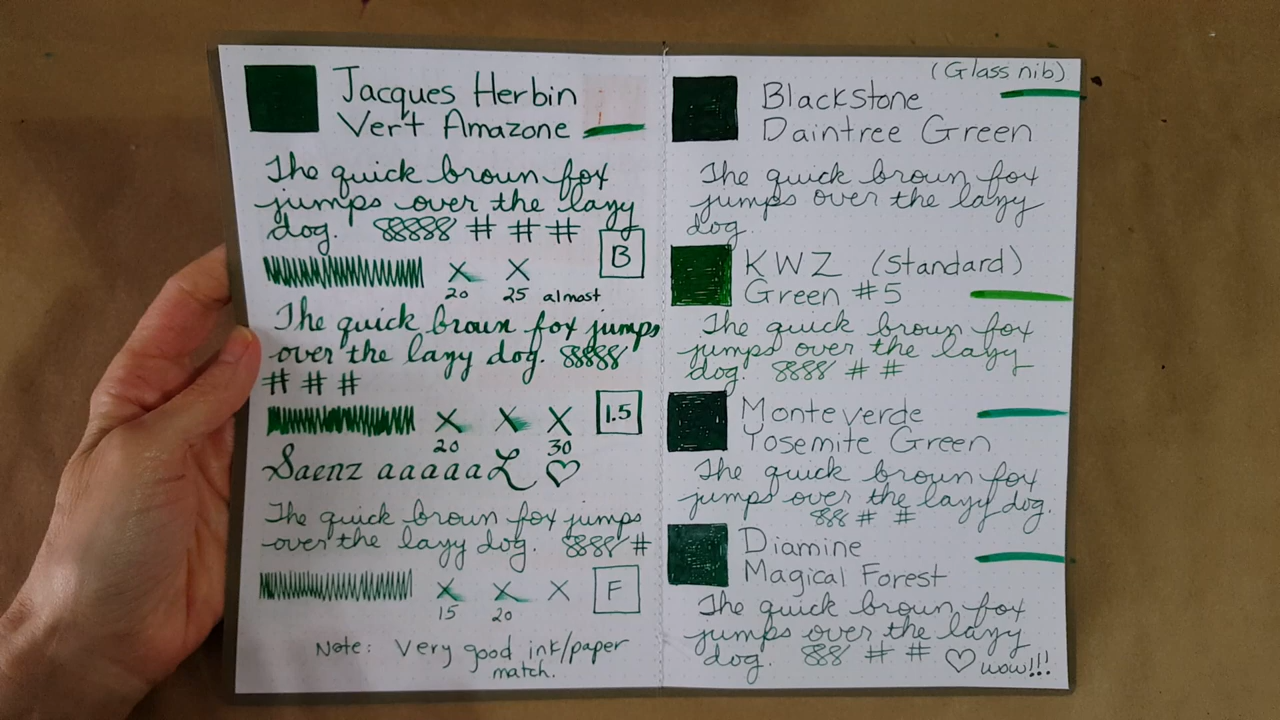 Jacques Herbin
Vert Amazone
The quick brown fox
jumps over the lazy
dog. 88888 # # #
B
X X
20 25 almost
The quick brown fox jumps
over the lazy dog. 88888
# # #
X X X 1.5
20 30
Saenz aaaaa L ♡
The quick brown fox jumps
over the lazy dog. 8888 #
X X X F
15 20
Note: Very good ink/paper
match.
(Glass nib)
Blackstone
Daintree Green
The quick brown fox
jumps over the lazy
dog.
KWZ (Standard)
Green #5
The quick brown fox
jumps over the lazy
dog. 8888 # #
Monteverde
Yosemite Green
The quick brown fox
jumps over the lazy dog.
888 # #
Diamine
Magical Forest
The quick brown fox
jumps over the lazy
dog. 888 # # ♡ wow!!!